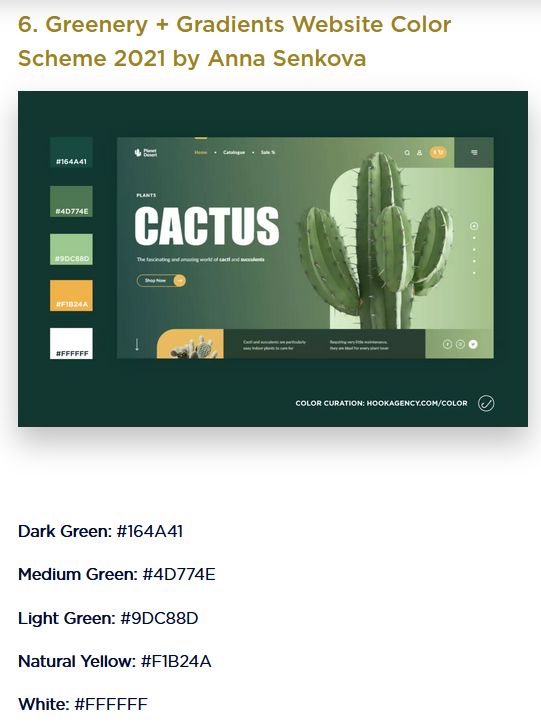 6. Greenery + Gradients Website Color
Scheme 2021 by Anna Senkova
#164A41
#4D774E
#9DC88D
#F1B24A
#FFFFFF
Planet
Desert
Home • Catalogue • Sale %
PLANTS
CACTUS
The fascinating and amazing world of cacti and succulents
Shop Now
Cacti and succulents are particularly
easy indoor plants to care for
Requiring very little maintenance,
they are ideal for every plant lover
COLOR CURATION: HOOKAGENCY.COM/COLOR
Dark Green: #164A41
Medium Green: #4D774E
Light Green: #9DC88D
Natural Yellow: #F1B24A
White: #FFFFFF